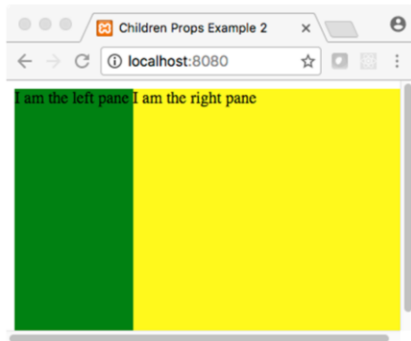 Children Props Example 2
localhost:8080
I am the left pane I am the right pane